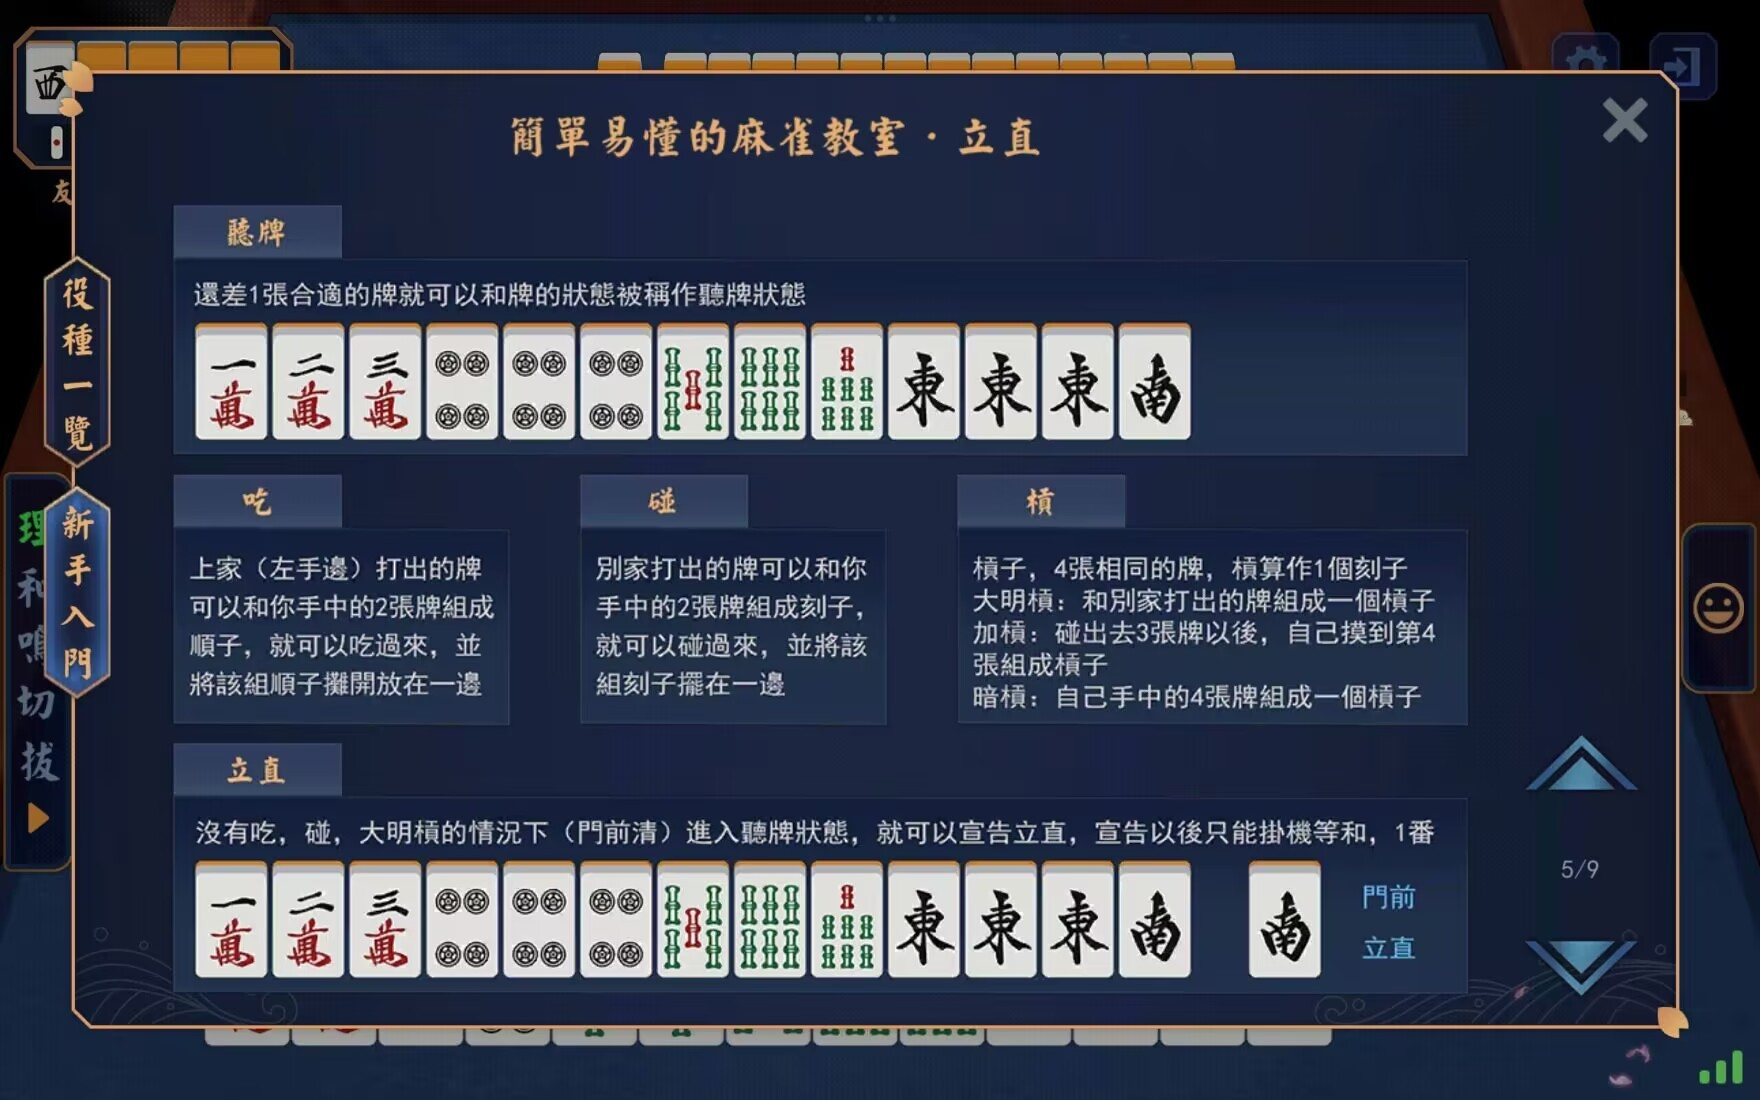 簡單易懂的麻雀教室·立直
聽牌
還差1張合適的牌就可以和牌的狀態被稱作聽牌狀態
一萬 二萬 三萬 東 東 東 南
吃
上家（左手邊）打出的牌
可以和你手中的2張牌組成
順子，就可以吃過來，並
將該組順子攤開放在一邊
碰
別家打出的牌可以和你
手中的2張牌組成刻子，
就可以碰過來，並將該
組刻子擺在一邊
槓
槓子，4張相同的牌，槓算作1個刻子
大明槓：和別家打出的牌組成一個槓子
加槓：碰出去3張牌以後，自己摸到第4
張組成槓子
暗槓：自己手中的4張牌組成一個槓子
立直
沒有吃，碰，大明槓的情況下（門前清）進入聽牌狀態，就可以宣告立直，宣告以後只能掛機等和，1番
一萬 二萬 三萬 東 東 東 南 南
門前
立直
5/9
役種一覽
新手入門
西
友
理
和
鳴
切
拔